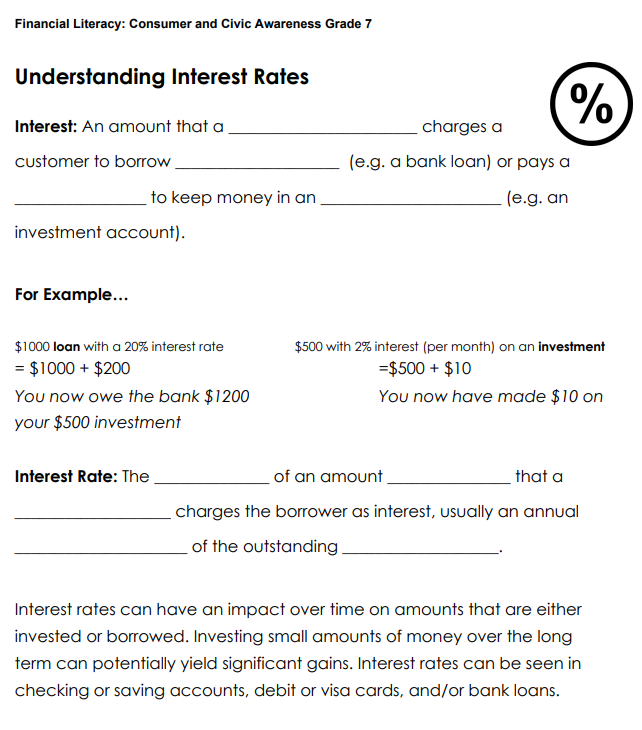 Financial Literacy: Consumer and Civic Awareness Grade 7
Understanding Interest Rates
%
Interest: An amount that a ____________________ charges a
customer to borrow __________________ (e.g. a bank loan) or pays a
______________ to keep money in an ___________________ (e.g. an
investment account).
For Example…
$1000 loan with a 20% interest rate
= $1000 + $200
You now owe the bank $1200
$500 with 2% interest (per month) on an investment
=$500 + $10
You now have made $10 on
your $500 investment
Interest Rate: The ____________ of an amount _____________ that a
_________________ charges the borrower as interest, usually an annual
__________________ of the outstanding _________________.
Interest rates can have an impact over time on amounts that are either
invested or borrowed. Investing small amounts of money over the long
term can potentially yield significant gains. Interest rates can be seen in
checking or saving accounts, debit or visa cards, and/or bank loans.